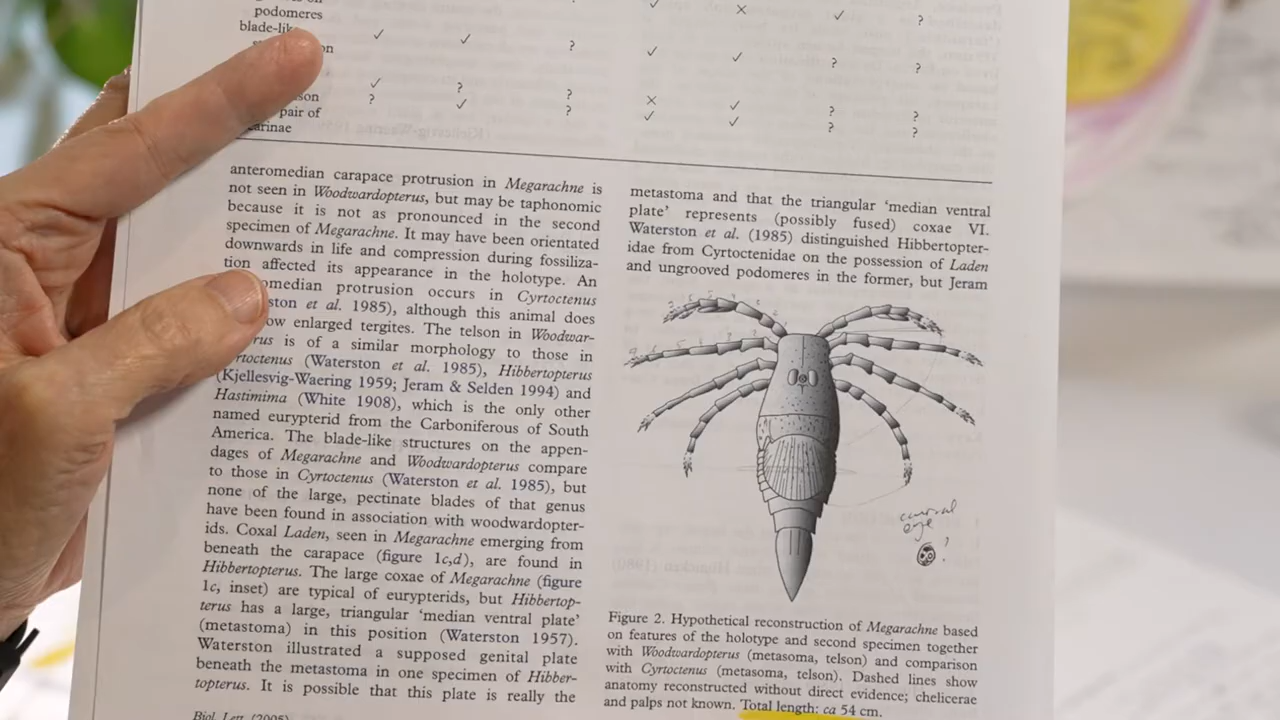 podomeres
blade-like
✓ ✓ ? ✓ ✓ ? ?
✓ ? ?
? ✓ ? × ✓ ? ?
pair of ✓ ✓ ? ?
carinae
anteromedian carapace protrusion in Megarachne is
not seen in Woodwardopterus, but may be taphonomic
because it is not as pronounced in the second
specimen of Megarachne. It may have been orientated
downwards in life and compression during fossiliza-
tion affected its appearance in the holotype. An
omedian protrusion occurs in Cyrtoctenus
ston et al. 1985), although this animal does
ow enlarged tergites. The telson in Woodwar-
rus is of a similar morphology to those in
rtoctenus (Waterston et al. 1985), Hibbertopterus
(Kjellesvig-Waering 1959; Jeram & Selden 1994) and
Hastimima (White 1908), which is the only other
named eurypterid from the Carboniferous of South
America. The blade-like structures on the appen-
dages of Megarachne and Woodwardopterus compare
to those in Cyrtoctenus (Waterston et al. 1985), but
none of the large, pectinate blades of that genus
have been found in association with woodwardopter-
ids. Coxal Laden, seen in Megarachne emerging from
beneath the carapace (figure 1c,d), are found in
Hibbertopterus. The large coxae of Megarachne (figure
1c, inset) are typical of eurypterids, but Hibbertop-
terus has a large, triangular ‘median ventral plate’
(metastoma) in this position (Waterston 1957).
Waterston illustrated a supposed genital plate
beneath the metastoma in one specimen of Hibber-
topterus. It is possible that this plate is really the
Biol. Lett. (2005)
metastoma and that the triangular ‘median ventral
plate’ represents (possibly fused) coxae VI.
Waterston et al. (1985) distinguished Hibbertopter-
idae from Cyrtoctenidae on the possession of Laden
and ungrooved podomeres in the former, but Jeram
central
eye
?
Figure 2. Hypothetical reconstruction of Megarachne based
on features of the holotype and second specimen together
with Woodwardopterus (metasoma, telson) and comparison
with Cyrtoctenus (metasoma, telson). Dashed lines show
anatomy reconstructed without direct evidence; chelicerae
and palps not known. Total length: ca 54 cm.